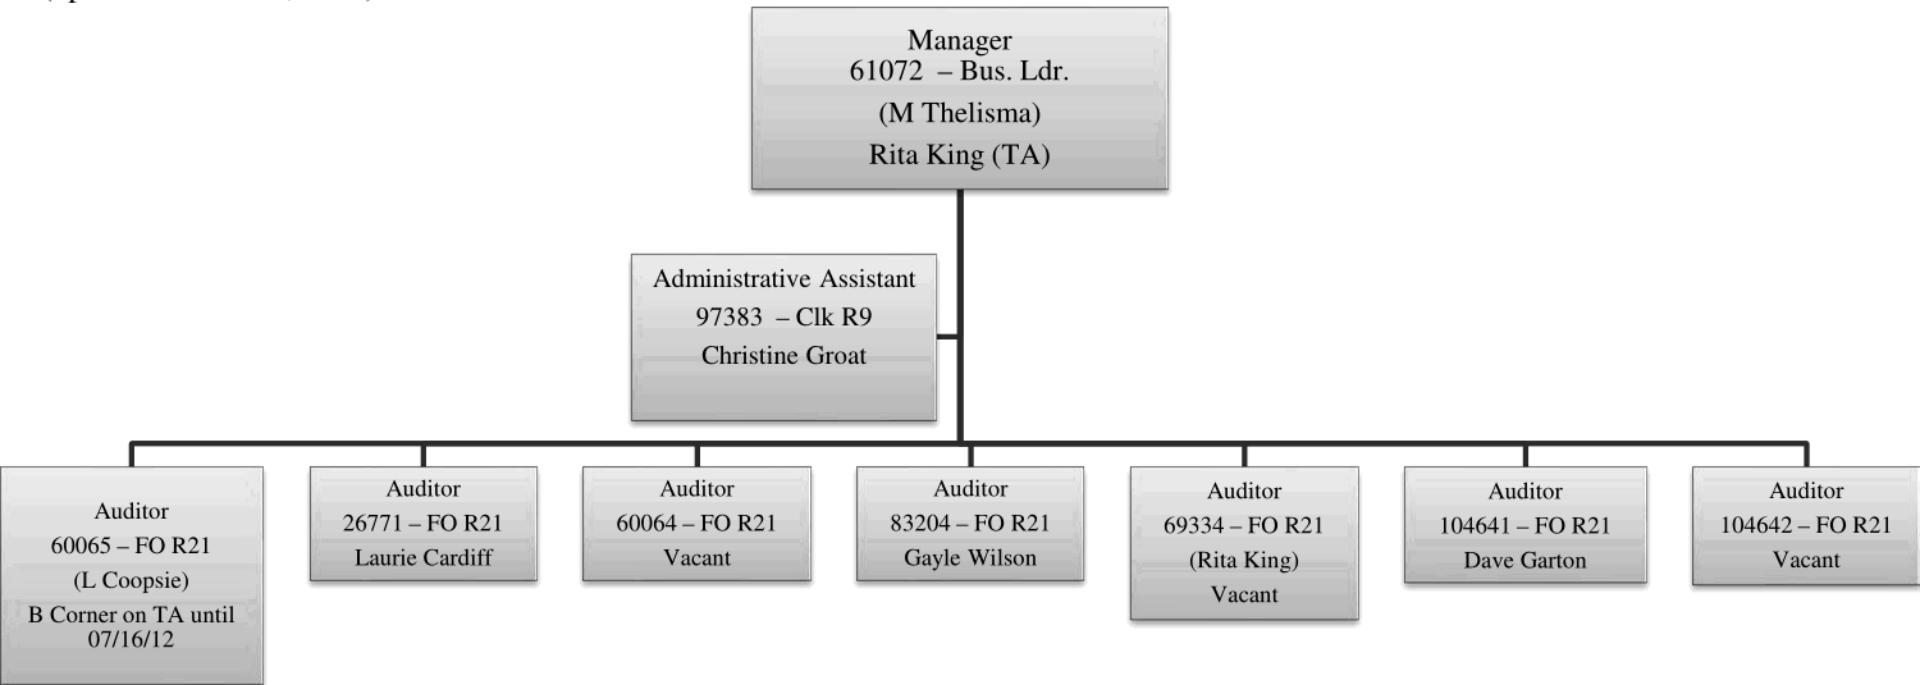 Manager
61072 – Bus. Ldr.
(M Thelisma)
Rita King (TA)
Administrative Assistant
97383 – Clk R9
Christine Groat
Auditor
60065 – FO R21
(L Coopsie)
B Corner on TA until
07/16/12
Auditor
26771 – FO R21
Laurie Cardiff
Auditor
60064 – FO R21
Vacant
Auditor
83204 – FO R21
Gayle Wilson
Auditor
69334 – FO R21
(Rita King)
Vacant
Auditor
104641 – FO R21
Dave Garton
Auditor
104642 – FO R21
Vacant